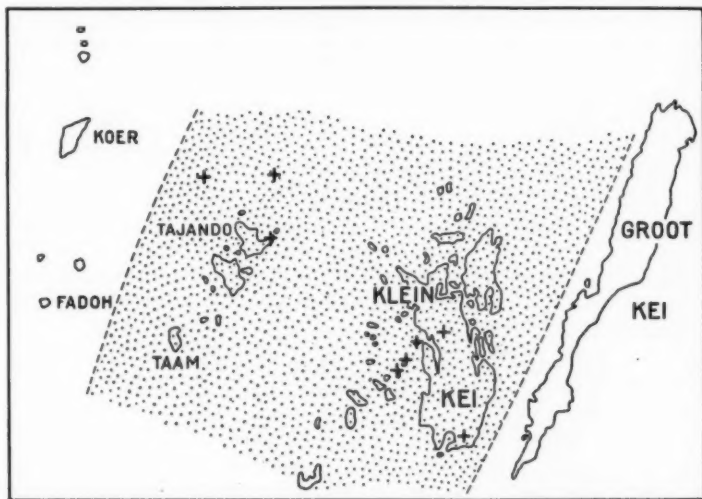 KOER
TAJANDO
GROOT
KEI
KLEIN
FADOH
TAAM
KEI